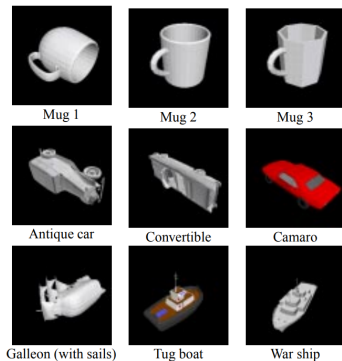 Mug 1
Mug 2
Mug 3
Antique car
Convertible
Camaro
Galleon (with sails)
Tug boat
War ship